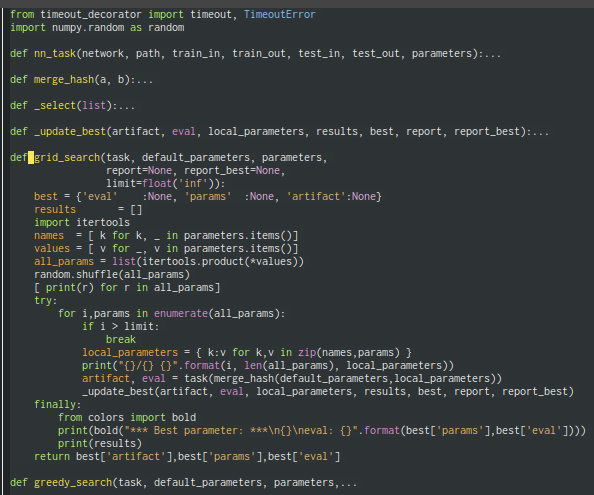 from timeout_decorator import timeout, TimeoutError
import numpy.random as random
def nn_task(network, path, train_in, train_out, test_in, test_out, parameters):...
def merge_hash(a, b):...
def _select(list):...
def _update_best(artifact, eval, local_parameters, results, best, report, report_best):...
def grid_search(task, default_parameters, parameters,
                report=None, report_best=None,
                limit=float('inf')):
    best = {'eval'    :None, 'params'  :None, 'artifact':None}
    results       = []
    import itertools
    names  = [ k for k, _ in parameters.items()]
    values = [ v for _, v in parameters.items()]
    all_params = list(itertools.product(*values))
    random.shuffle(all_params)
    [ print(r) for r in all_params]
    try:
        for i,params in enumerate(all_params):
            if i > limit:
                break
            local_parameters = { k:v for k,v in zip(names,params) }
            print("{}/{} {}".format(i, len(all_params), local_parameters))
            artifact, eval = task(merge_hash(default_parameters,local_parameters))
            _update_best(artifact, eval, local_parameters, results, best, report, report_best)
    finally:
        from colors import bold
        print(bold("*** Best parameter: ***\n{}\neval: {}".format(best['params'],best['eval'])))
        print(results)
    return best['artifact'],best['params'],best['eval']
def greedy_search(task, default_parameters, parameters,...